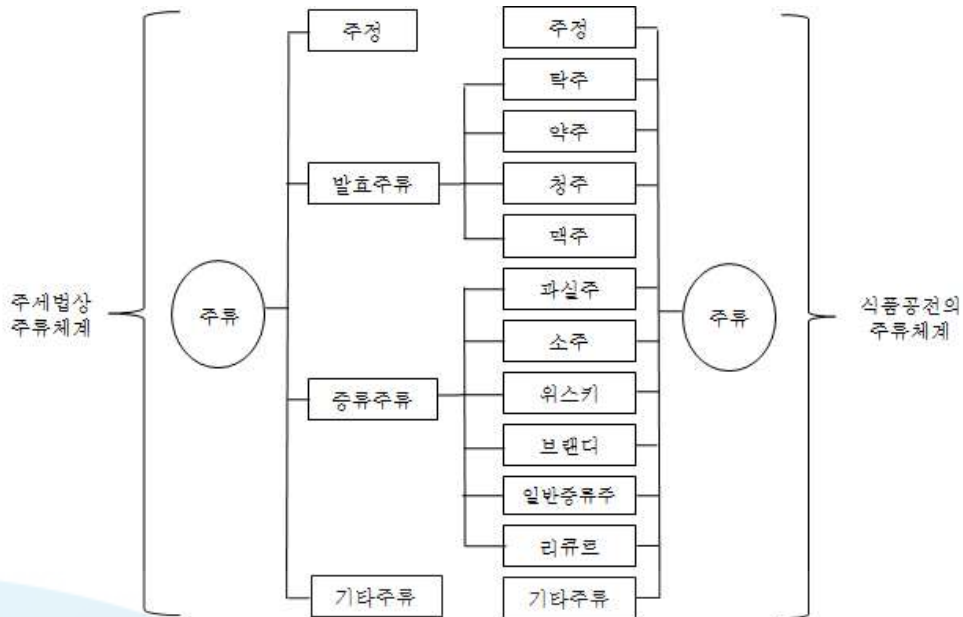 주세법상
주류체계
주류
주정
발효주류
증류주류
기타주류
주정
탁주
약주
청주
맥주
과실주
소주
위스키
브랜디
일반증류주
리큐르
기타주류
주류
식품공전의
주류체계